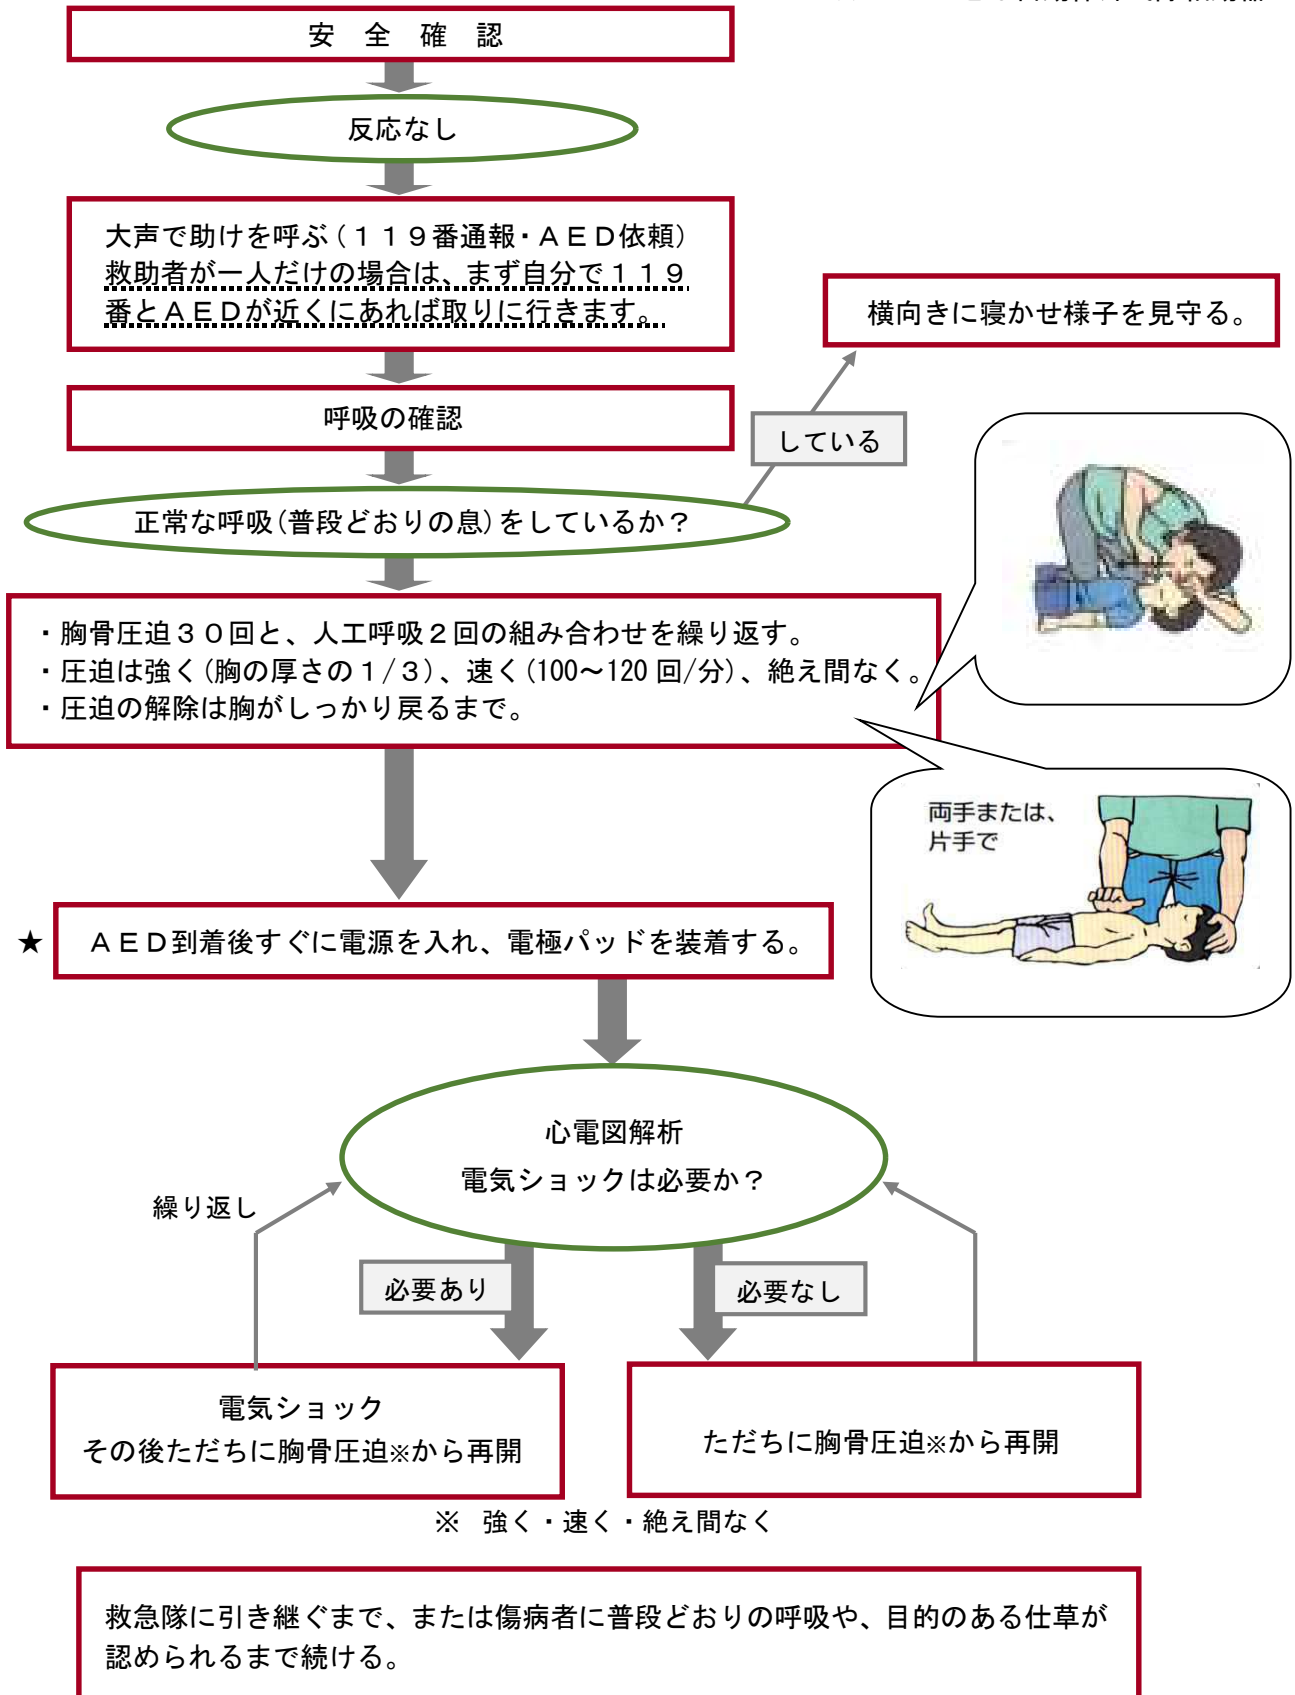 安　全　確　認
反応なし
大声で助けを呼ぶ(１１９番通報・ＡＥＤ依頼)
救助者が一人だけの場合は、まず自分で１１９
番とＡＥＤが近くにあれば取りに行きます。
横向きに寝かせ様子を見守る。
呼吸の確認
している
正常な呼吸(普段どおりの息)をしているか？
・胸骨圧迫３０回と、人工呼吸２回の組み合わせを繰り返す。
・圧迫は強く(胸の厚さの１/３)、速く(100～120回/分)、絶え間なく。
・圧迫の解除は胸がしっかり戻るまで。
両手または、
片手で
★　ＡＥＤ到着後すぐに電源を入れ、電極パッドを装着する。
心電図解析
電気ショックは必要か？
繰り返し
必要あり
必要なし
電気ショック
その後ただちに胸骨圧迫※から再開
ただちに胸骨圧迫※から再開
※　強く・速く・絶え間なく
救急隊に引き継ぐまで、または傷病者に普段どおりの呼吸や、目的のある仕草が
認められるまで続ける。